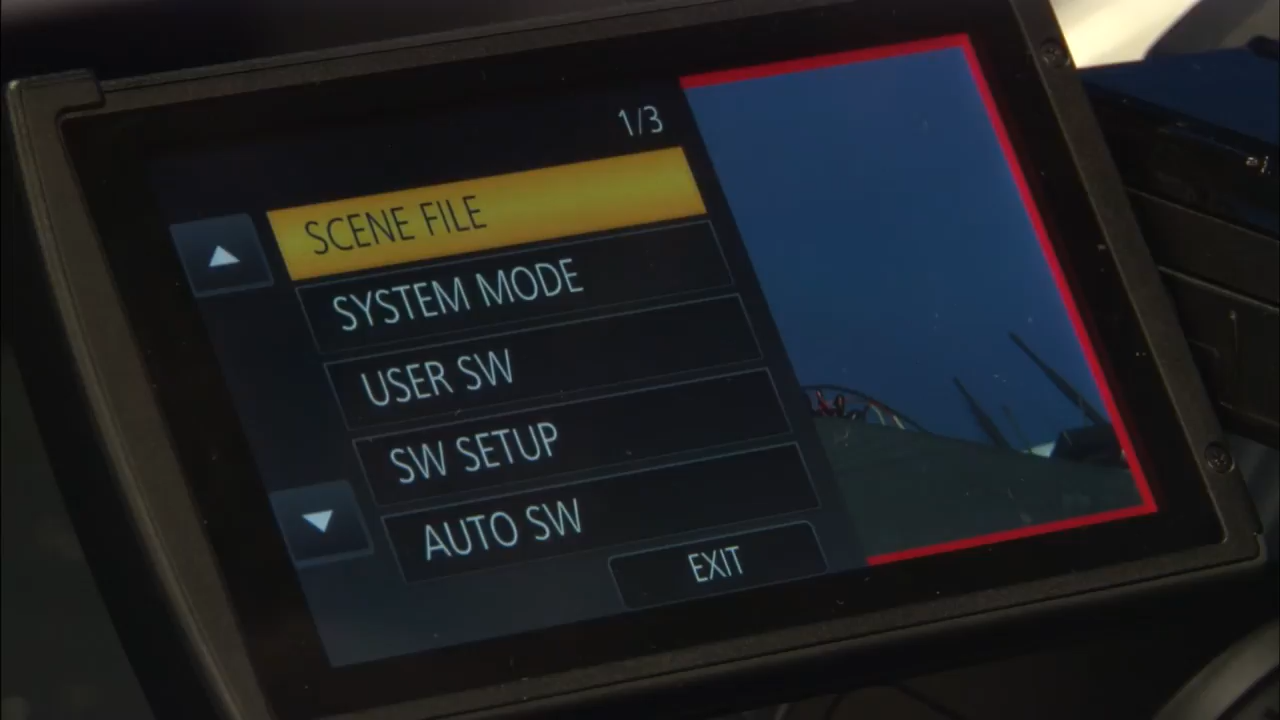 1/3
SCENE FILE
SYSTEM MODE
USER SW
SW SETUP
AUTO SW
EXIT